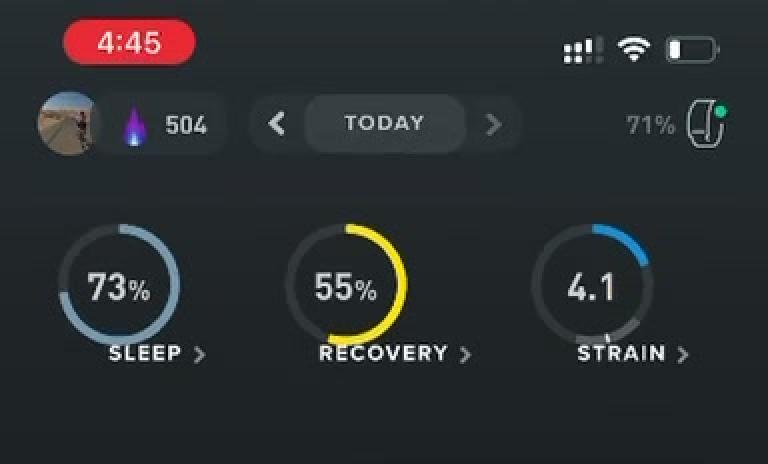 4:45
504
TODAY
71%
73%
55%
4.1
SLEEP
RECOVERY
STRAIN